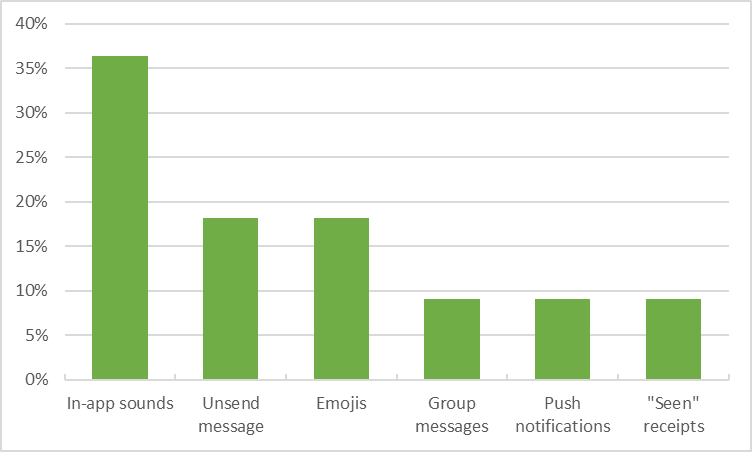 40%
35%
30%
25%
20%
15%
10%
5%
0%
In-app sounds
Unsend
message
Emojis
Group
messages
Push
notifications
"Seen"
receipts